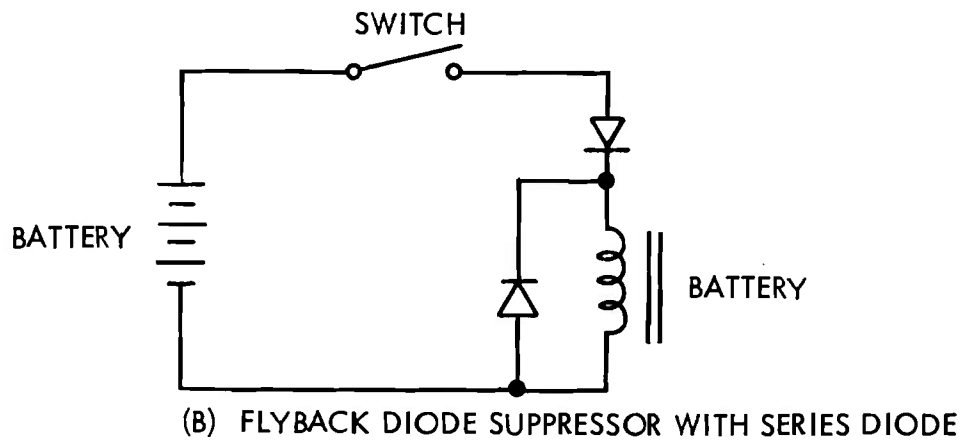 SWITCH
BATTERY
BATTERY
(B) FLYBACK DIODE SUPPRESSOR WITH SERIES DIODE